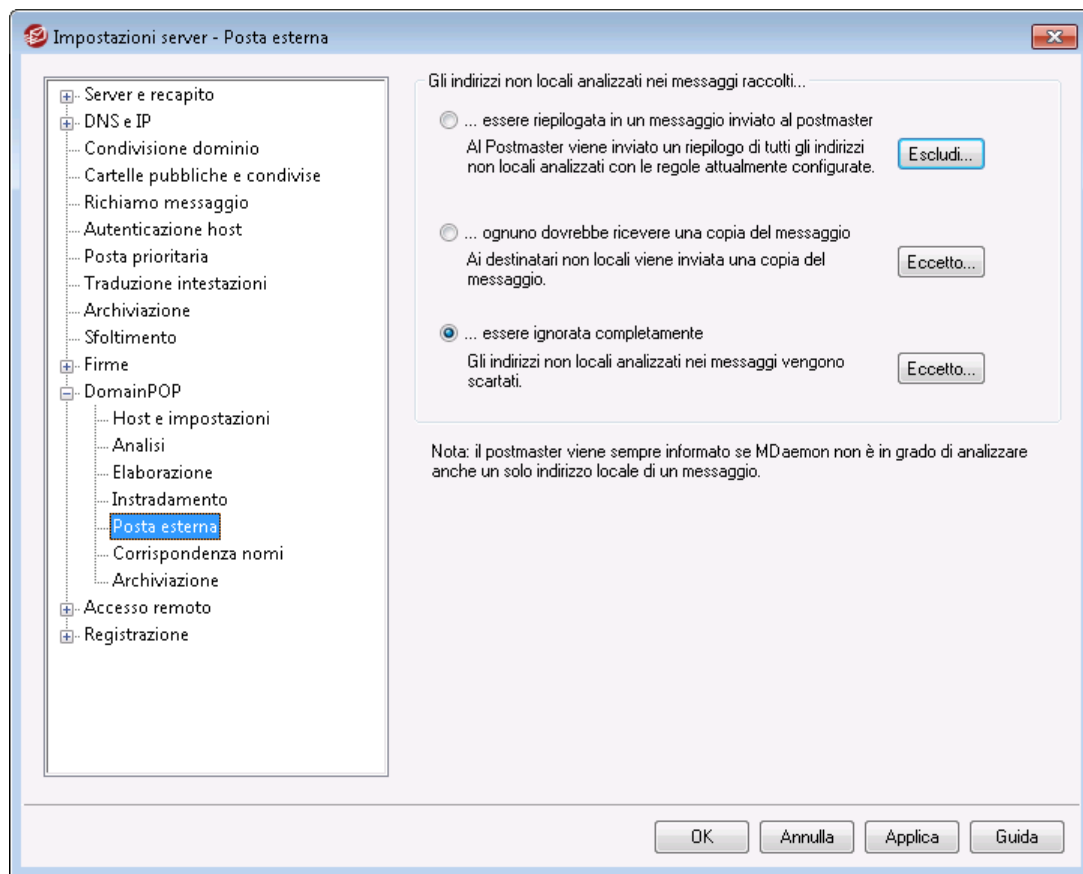 Impostazioni server - Posta esterna
Server e recapito
DNS e IP
Condivisione dominio
Cartelle pubbliche e condivise
Richiamo messaggio
Autenticazione host
Posta prioritaria
Traduzione intestazioni
Archiviazione
Sfoltimento
Firme
DomainPOP
Host e impostazioni
Analisi
Elaborazione
Instradamento
Posta esterna
Corrispondenza nomi
Archiviazione
Accesso remoto
Registrazione
Gli indirizzi non locali analizzati nei messaggi raccolti...
... essere riepilogata in un messaggio inviato al postmaster
Al Postmaster viene inviato un riepilogo di tutti gli indirizzi
non locali analizzati con le regole attualmente configurate.
Escludi...
... ognuno dovrebbe ricevere una copia del messaggio
Ai destinatari non locali viene inviata una copia del
messaggio.
Eccetto...
... essere ignorata completamente
Gli indirizzi non locali analizzati nei messaggi vengono
scartati.
Eccetto...
Nota: il postmaster viene sempre informato se MDaemon non è in grado di analizzare
anche un solo indirizzo locale di un messaggio.
OK
Annulla
Applica
Guida